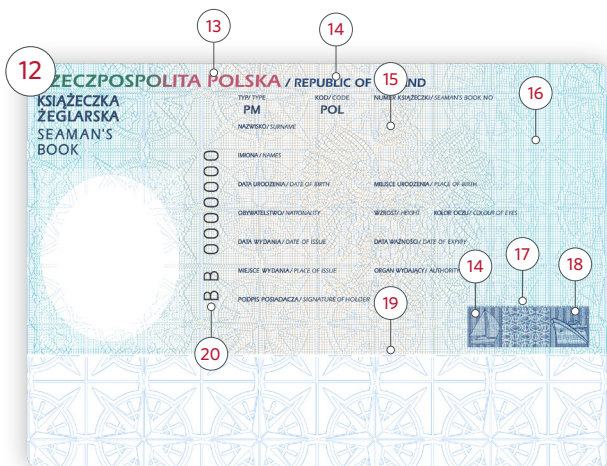 13
14
12
RZECZPOSPOLITA POLSKA / REPUBLIC OF POLAND
15
16
KSIĄŻECZKA
ŻEGLARSKA
SEAMAN'S
BOOK
TYP/ TYPE
KOD/ CODE
NUMER KSIĄŻECZKI/ SEAMAN'S BOOK NO
PM
POL
NAZWISKO/ SURNAME
IMIONA/ NAMES
DATA URODZENIA/ DATE OF BIRTH
MIEJSCE URODZENIA/ PLACE OF BIRTH
OBYWATELSTWO/ NATIONALITY
WZROST/ HEIGHT
KOLOR OCZU/ COLOUR OF EYES
DATA WYDANIA/ DATE OF ISSUE
DATA WAŻNOŚCI/ DATE OF EXPIRY
MIEJSCE WYDANIA/ PLACE OF ISSUE
ORGAN WYDAJĄCY/ AUTHORITY
PODPIS POSIADACZA/ SIGNATURE OF HOLDER
BB 0000000
14
17
18
19
20